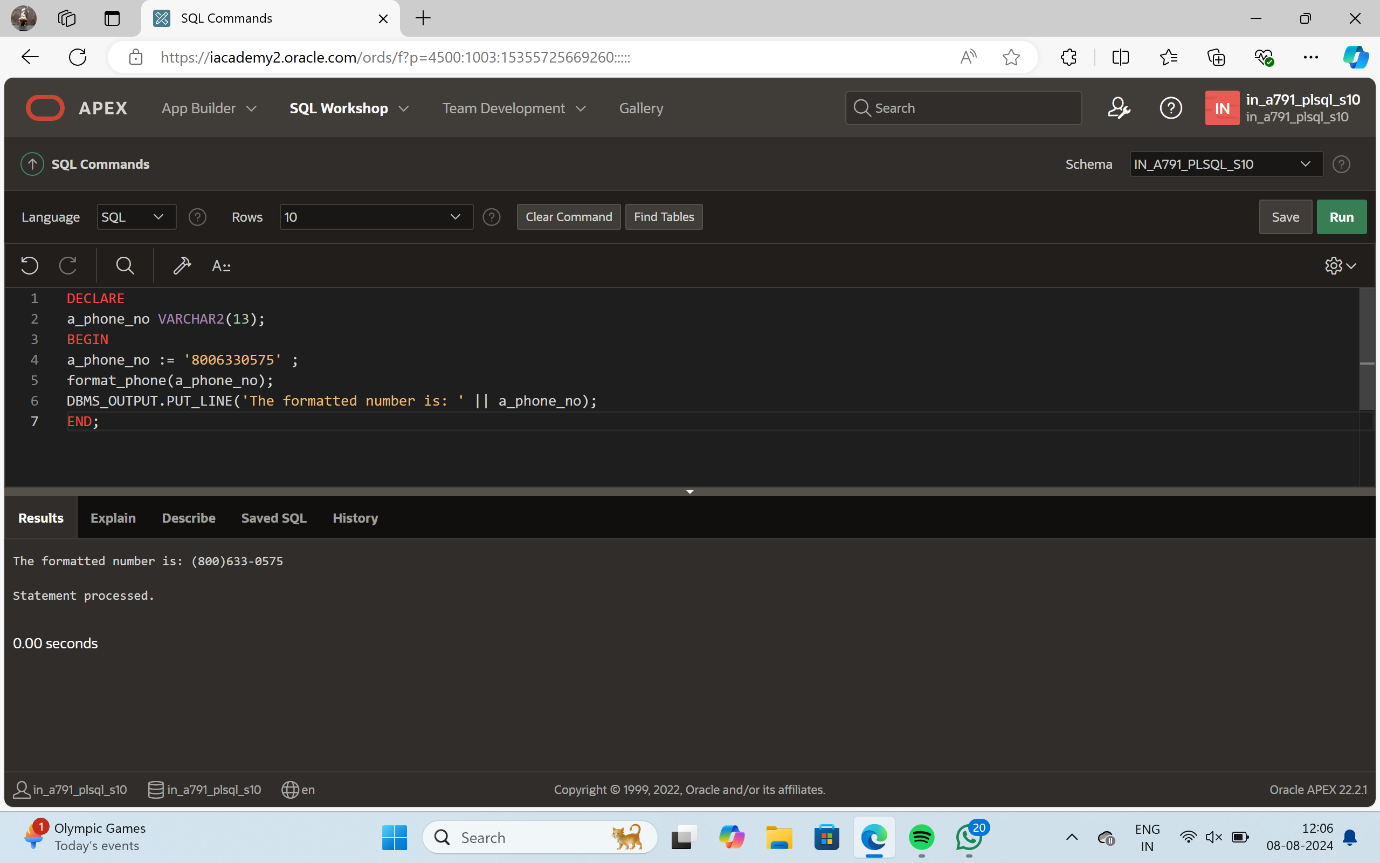 SQL Commands
https://iacademy2.oracle.com/ords/f?p=4500:1003:15355725669260:::::
APEX App Builder SQL Workshop Team Development Gallery Search IN in_a791_plsql_s10
in_a791_plsql_s10
SQL Commands Schema IN_A791_PLSQL_S10
Language SQL Rows 10 Clear Command Find Tables Save Run
1 DECLARE
2 a_phone_no VARCHAR2(13);
3 BEGIN
4 a_phone_no := '8006330575' ;
5 format_phone(a_phone_no);
6 DBMS_OUTPUT.PUT_LINE('The formatted number is: ' || a_phone_no);
7 END;
Results Explain Describe Saved SQL History
The formatted number is: (800)633-0575
Statement processed.
0.00 seconds
in_a791_plsql_s10 in_a791_plsql_s10 en Copyright © 1999, 2022, Oracle and/or its affiliates. Oracle APEX 22.2.1
1 Olympic Games
Today's events
Search
20
ENG
IN
12:06
08-08-2024